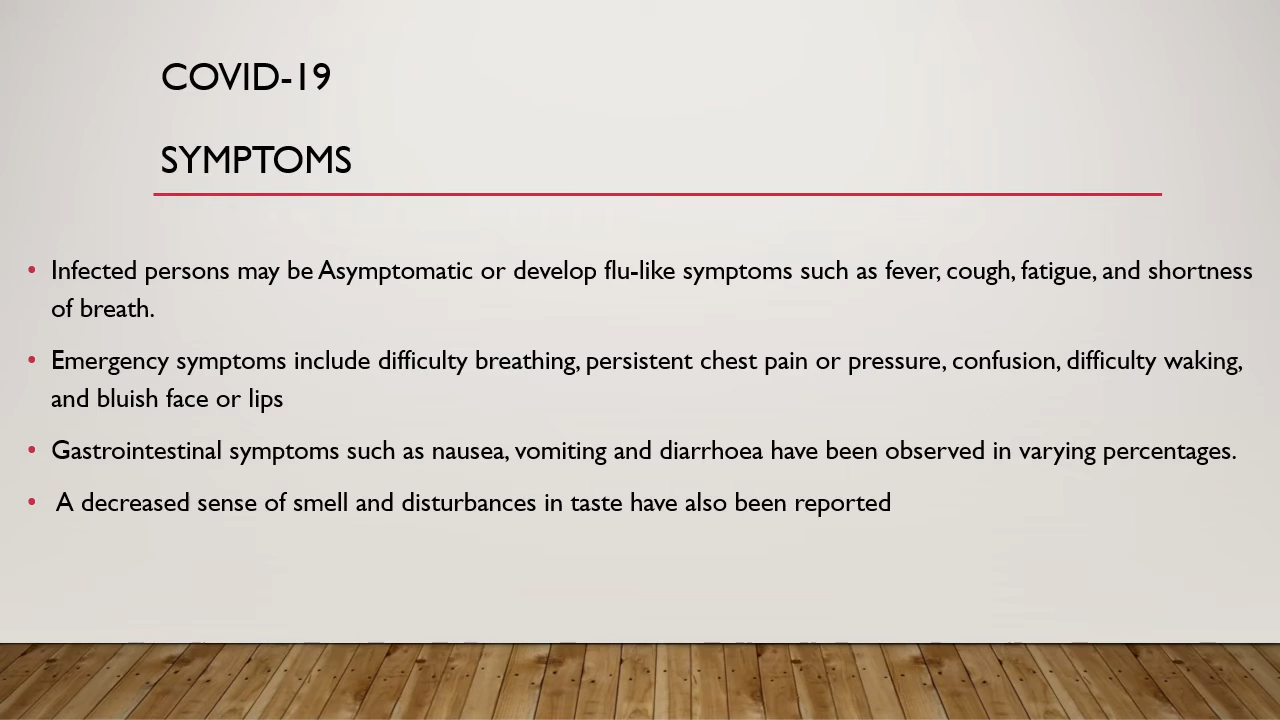 COVID-19
SYMPTOMS
• Infected persons may be Asymptomatic or develop flu-like symptoms such as fever, cough, fatigue, and shortness
of breath.
• Emergency symptoms include difficulty breathing, persistent chest pain or pressure, confusion, difficulty waking,
and bluish face or lips
• Gastrointestinal symptoms such as nausea, vomiting and diarrhoea have been observed in varying percentages.
• A decreased sense of smell and disturbances in taste have also been reported